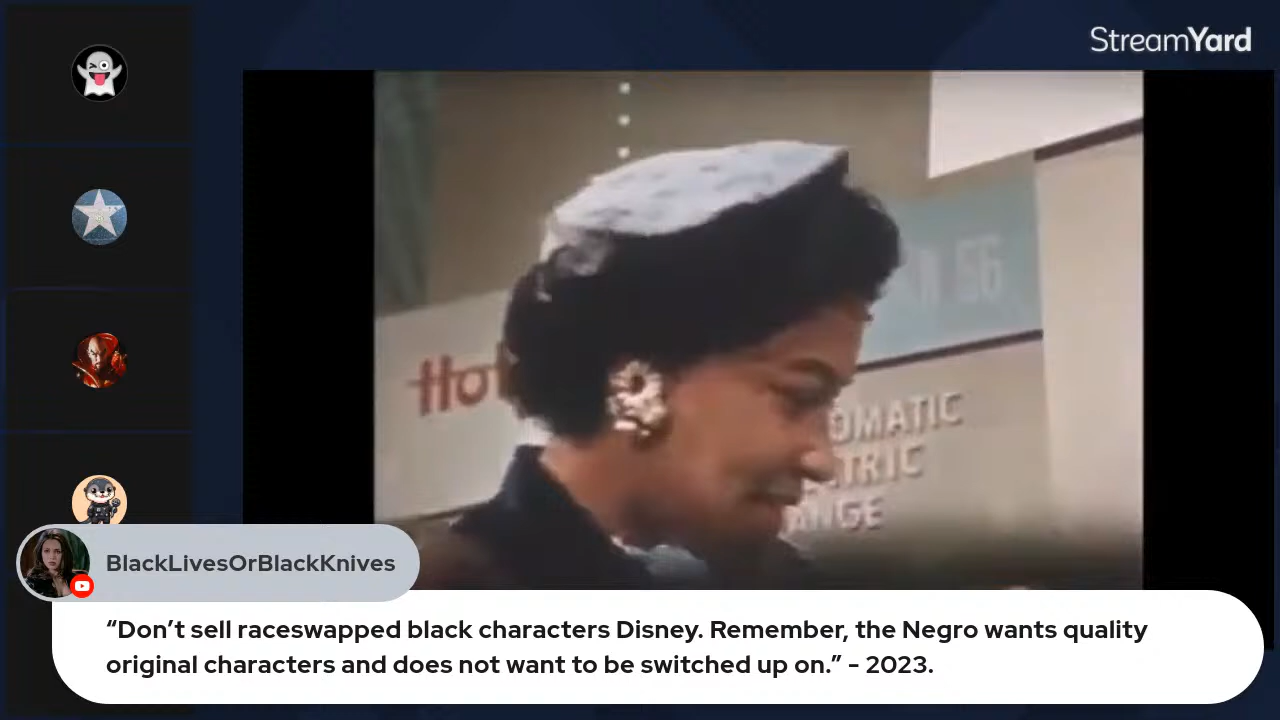 StreamYard
56
Hot
OMATIC
TRIC
ANGE
BlackLivesOrBlackKnives
“Don’t sell raceswapped black characters Disney. Remember, the Negro wants quality
original characters and does not want to be switched up on.” - 2023.